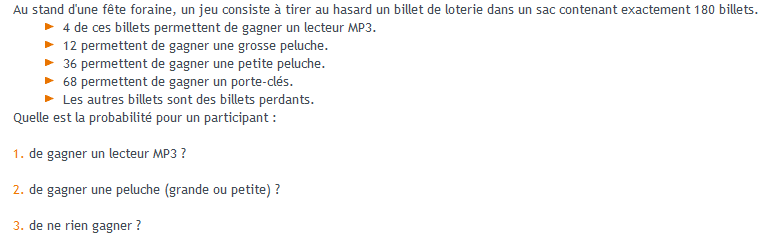 Au stand d'une fête foraine, un jeu consiste à tirer au hasard un billet de loterie dans un sac contenant exactement 180 billets.
► 4 de ces billets permettent de gagner un lecteur MP3.
► 12 permettent de gagner une grosse peluche.
► 36 permettent de gagner une petite peluche.
► 68 permettent de gagner un porte-clés.
► Les autres billets sont des billets perdants.
Quelle est la probabilité pour un participant :
1. de gagner un lecteur MP3 ?
2. de gagner une peluche (grande ou petite) ?
3. de ne rien gagner ?